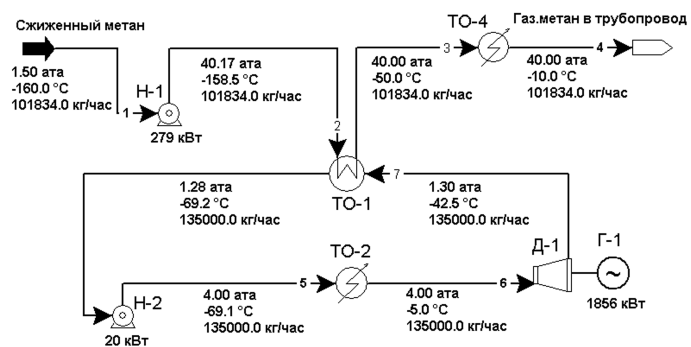 Сжиженный метан
1.50 ата
-160.0 °C
101834.0 кг/час
1
Н-1
279 кВт
40.17 ата
-158.5 °C
101834.0 кг/час
2
3
40.00 ата
-50.0 °C
101834.0 кг/час
ТО-4
Газ.метан в трубопровод
4
40.00 ата
-10.0 °C
101834.0 кг/час
ТО-1
7
1.28 ата
-69.2 °C
135000.0 кг/час
1.30 ата
-42.5 °C
135000.0 кг/час
Н-2
20 кВт
5
4.00 ата
-69.1 °C
135000.0 кг/час
ТО-2
6
4.00 ата
-5.0 °C
135000.0 кг/час
Д-1
Г-1
1856 кВт